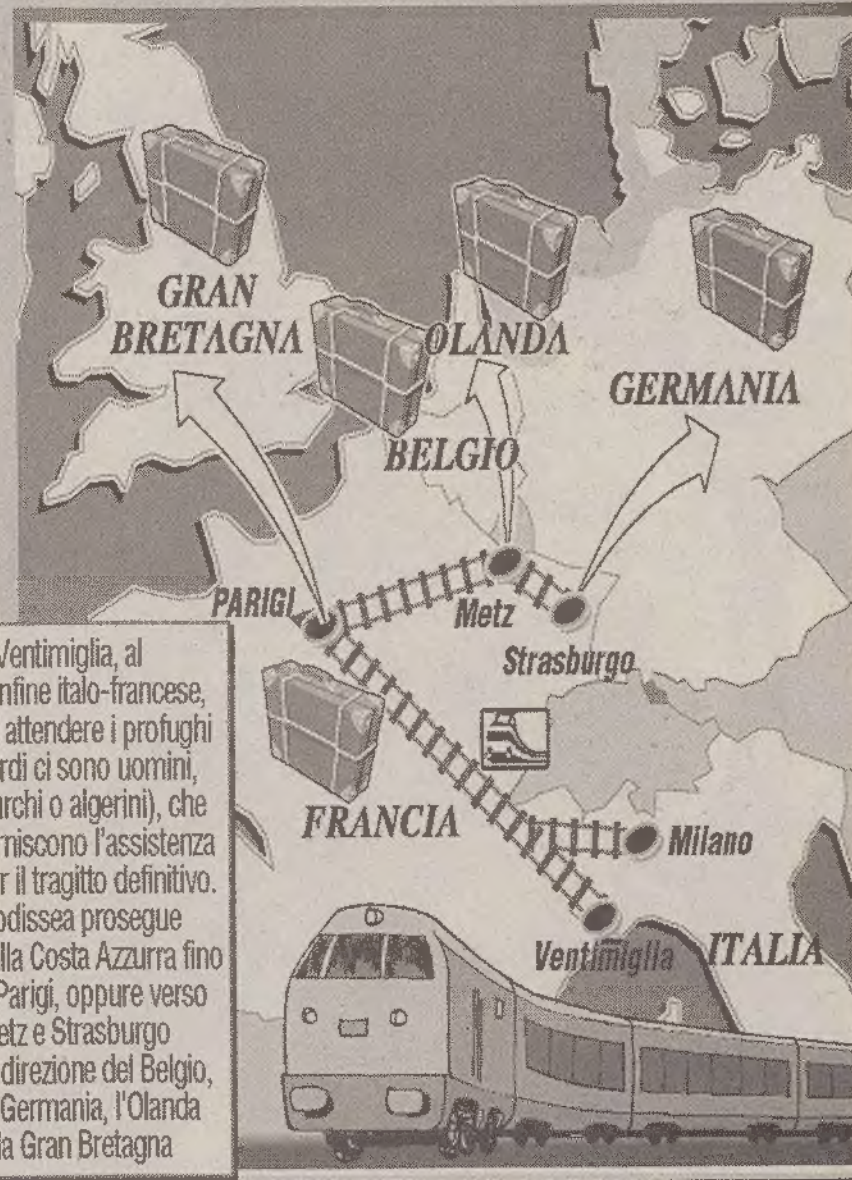 GRAN
BRETAGNA
OLANDA
GERMANIA
BELGIO
PARIGI
Metz
Strasburgo
FRANCIA
Milano
Ventimiglia
ITALIA
Ventimiglia, al
nfine italo-francese,
attendere i profughi
rdi ci sono uomini,
rchi o algerini), che
rniscono l'assistenza
r il tragitto definitivo.
odissea prosegue
lla Costa Azzurra fino
Parigi, oppure verso
etz e Strasburgo
direzione del Belgio,
Germania, l'Olanda
la Gran Bretagna